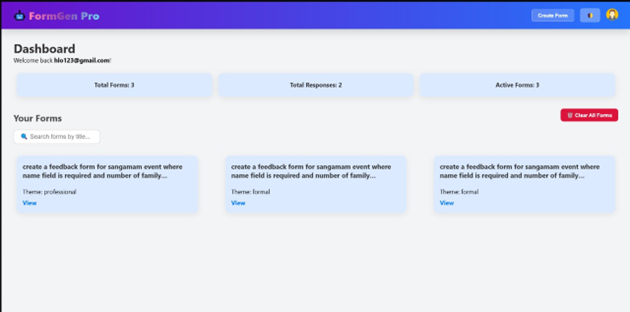 FormGen Pro
Create Form
Dashboard
Welcome back hlo123@gmail.com!
Total Forms: 3
Total Responses: 2
Active Forms: 3
Your Forms
Clear All Forms
Search forms by title...
create a feedback form for sangamam event where
name field is required and number of family...
Theme: professional
View
create a feedback form for sangamam event where
name field is required and number of family...
Theme: formal
View
create a feedback form for sangamam event where
name field is required and number of family...
Theme: formal
View